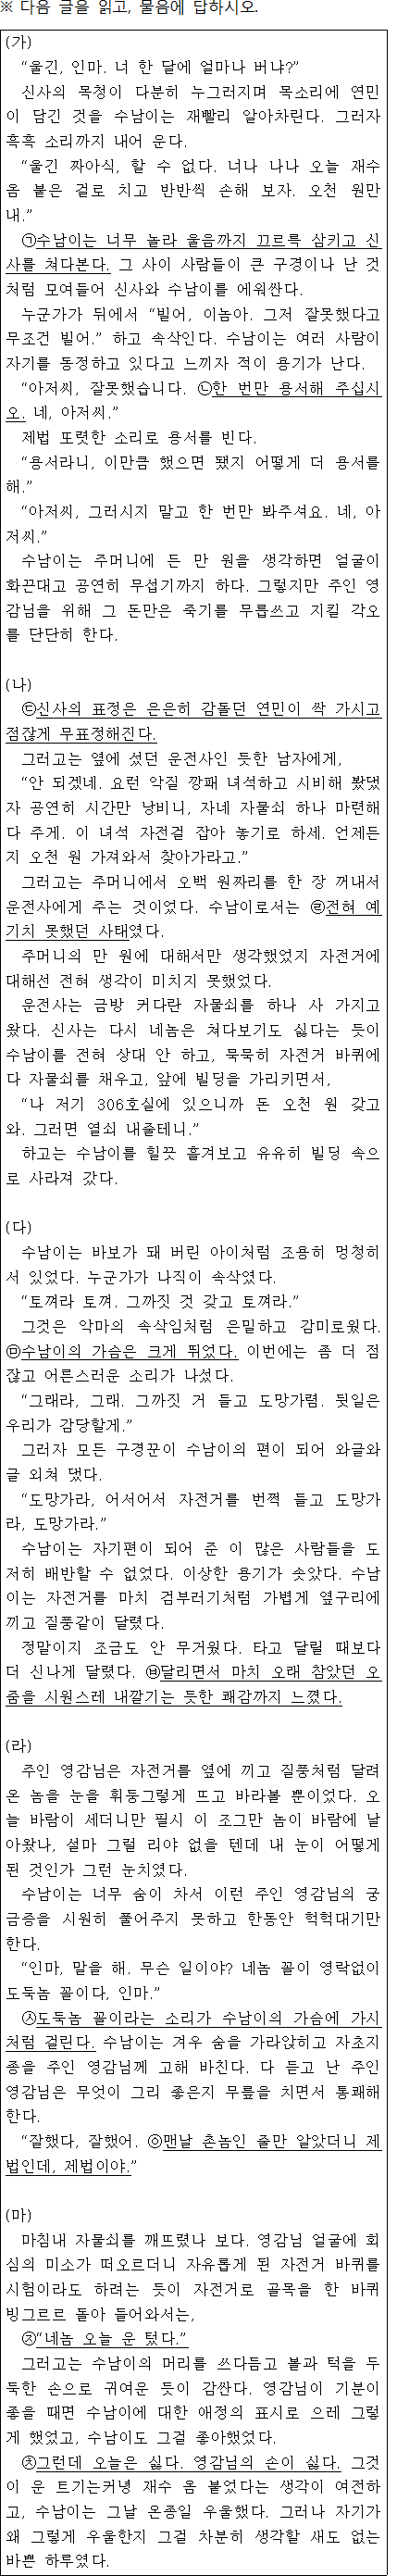 ※ 다음 글을 읽고, 물음에 답하시오.
(가)
“울긴, 인마. 너 한 달에 얼마나 버냐?”
신사의 목청이 다분히 누그러지며 목소리에 연민
이 담긴 것을 수남이는 재빨리 알아차린다. 그러자
흑흑 소리까지 내어 운다.
“울긴 짜아식, 할 수 없다. 너나 나나 오늘 재수
옴 붙은 걸로 치고 반반씩 손해 보자. 오천 원만
내.”
㉠수남이는 너무 놀라 울음까지 끄르륵 삼키고 신
사를 쳐다본다. 그 사이 사람들이 큰 구경이나 난 것
처럼 모여들어 신사와 수남이를 에워싼다.
누군가가 뒤에서 “빌어, 이놈아. 그저 잘못했다고
무조건 빌어.” 하고 속삭인다. 수남이는 여러 사람이
자기를 동정하고 있다고 느끼자 적이 용기가 난다.
“아저씨, 잘못했습니다. ㉡한 번만 용서해 주십시
오. 네, 아저씨.”
제법 또렷한 소리로 용서를 빈다.
“용서라니, 이만큼 했으면 됐지 어떻게 더 용서를
해.”
“아저씨, 그러시지 말고 한 번만 봐주셔요. 네, 아
저씨.”
수남이는 주머니에 든 만 원을 생각하면 얼굴이
화끈대고 공연히 무섭기까지 하다. 그렇지만 주인 영
감님을 위해 그 돈만은 죽기를 무릅쓰고 지킬 각오
를 단단히 한다.
(나)
㉢신사의 표정은 은은히 감돌던 연민이 싹 가시고
점잖게 무표정해진다.
그러고는 옆에 섰던 운전사인 듯한 남자에게,
“안 되겠네. 요런 악질 깡패 녀석하고 시비해 봤댔
자 공연히 시간만 낭비니, 자네 자물쇠 하나 마련해
다 주게. 이 녀석 자전걸 잡아 놓기로 하세. 언제든
지 오천 원 가져와서 찾아가라고.”
그러고는 주머니에서 오백 원짜리를 한 장 꺼내서
운전사에게 주는 것이었다. 수남이로서는 ㉣전혀 예
기치 못했던 사태였다.
주머니의 만 원에 대해서만 생각했었지 자전거에
대해선 전혀 생각이 미치지 못했었다.
운전사는 금방 커다란 자물쇠를 하나 사 가지고
왔다. 신사는 다시 네놈은 쳐다보기도 싫다는 듯이
수남이를 전혀 상대 안 하고, 묵묵히 자전거 바퀴에
다 자물쇠를 채우고, 앞에 빌딩을 가리키면서,
“나 저기 306호실에 있으니까 돈 오천 원 갖고
와. 그러면 열쇠 내줄테니.”
하고는 수남이를 힐끗 흘겨보고 유유히 빌딩 속으
로 사라져 갔다.
(다)
수남이는 바보가 돼 버린 아이처럼 조용히 멍청히
서 있었다. 누군가가 나직이 속삭였다.
“토껴라 토껴. 그까짓 것 갖고 토껴라.”
그것은 악마의 속삭임처럼 은밀하고 감미로웠다.
㉤수남이의 가슴은 크게 뛰었다. 이번에는 좀 더 점
잖고 어른스러운 소리가 나섰다.
“그래라, 그래. 그까짓 거 들고 도망가렴. 뒷일은
우리가 감당할게.”
그러자 모든 구경꾼이 수남이의 편이 되어 와글와
글 외쳐 댔다.
“도망가라, 어서어서 자전거를 번쩍 들고 도망가
라, 도망가라.”
수남이는 자기편이 되어 준 이 많은 사람들을 도
저히 배반할 수 없었다. 이상한 용기가 솟았다. 수남
이는 자전거를 마치 검부러기처럼 가볍게 옆구리에
끼고 질풍같이 달렸다.
정말이지 조금도 안 무거웠다. 타고 달릴 때보다
더 신나게 달렸다. ㉥달리면서 마치 오래 참았던 오
줌을 시원스레 내깔기는 듯한 쾌감까지 느꼈다.
(라)
주인 영감님은 자전거를 옆에 끼고 질풍처럼 달려
온 놈을 눈을 휘둥그렇게 뜨고 바라볼 뿐이었다. 오
늘 바람이 세더니만 필시 이 조그만 놈이 바람에 날
아왔나, 설마 그럴 리야 없을 텐데 내 눈이 어떻게
된 것인가 그런 눈치였다.
수남이는 너무 숨이 차서 이런 주인 영감님의 궁
금증을 시원히 풀어주지 못하고 한동안 헉헉대기만
한다.
“인마, 말을 해. 무슨 일이야? 네놈 꼴이 영락없이
도둑놈 꼴이다, 인마.”
㉦도둑놈 꼴이라는 소리가 수남이의 가슴에 가시
처럼 걸린다. 수남이는 겨우 숨을 가라앉히고 자초지
종을 주인 영감님께 고해 바친다. 다 듣고 난 주인
영감님은 무엇이 그리 좋은지 무릎을 치면서 통쾌해
한다.
“잘했다, 잘했어. ㉧맨날 촌놈인 줄만 알았더니 제
법인데, 제법이야.”
(마)
마침내 자물쇠를 깨뜨렸나 보다. 영감님 얼굴에 회
심의 미소가 떠오르더니 자유롭게 된 자전거 바퀴를
시험이라도 하려는 듯이 자전거로 골목을 한 바퀴
빙그르르 돌아 들어와서는,
㉨“네놈 오늘 운 텄다.”
그러고는 수남이의 머리를 쓰다듬고 볼과 턱을 두
둑한 손으로 귀여운 듯이 감싼다. 영감님이 기분이
좋을 때면 수남이에 대한 애정의 표시로 으레 그렇
게 했었고, 수남이도 그걸 좋아했었다.
㉩그런데 오늘은 싫다. 영감님의 손이 싫다. 그것
이 운 트기는커녕 재수 옴 붙었다는 생각이 여전하
고, 수남이는 그날 온종일 우울했다. 그러나 자기가
왜 그렇게 우울한지 그걸 차분히 생각할 새도 없는
바쁜 하루였다.